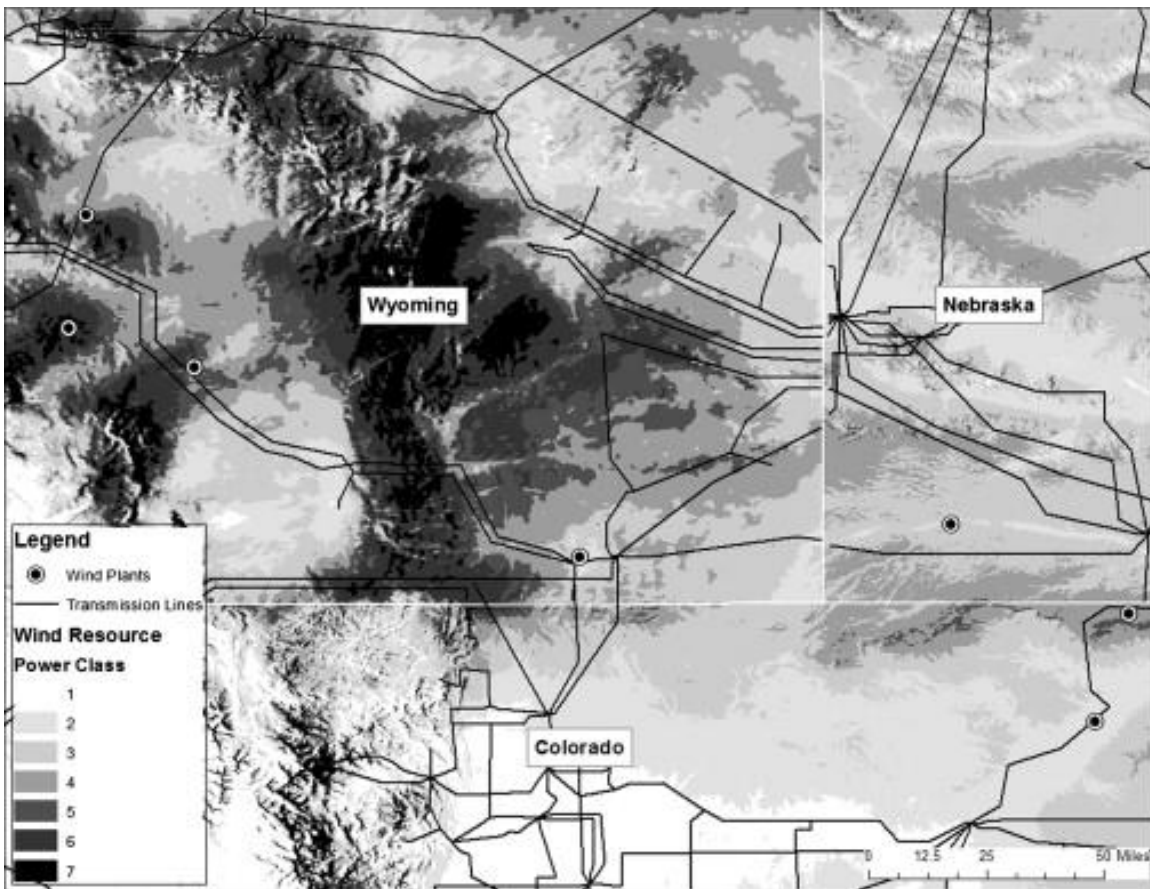 Wyoming
Nebraska
Legend
Wind Plants
Transmission Lines
Wind Resource
Power Class
1
2
3
4
5
6
7
Colorado
0 12.5 25 50 Miles